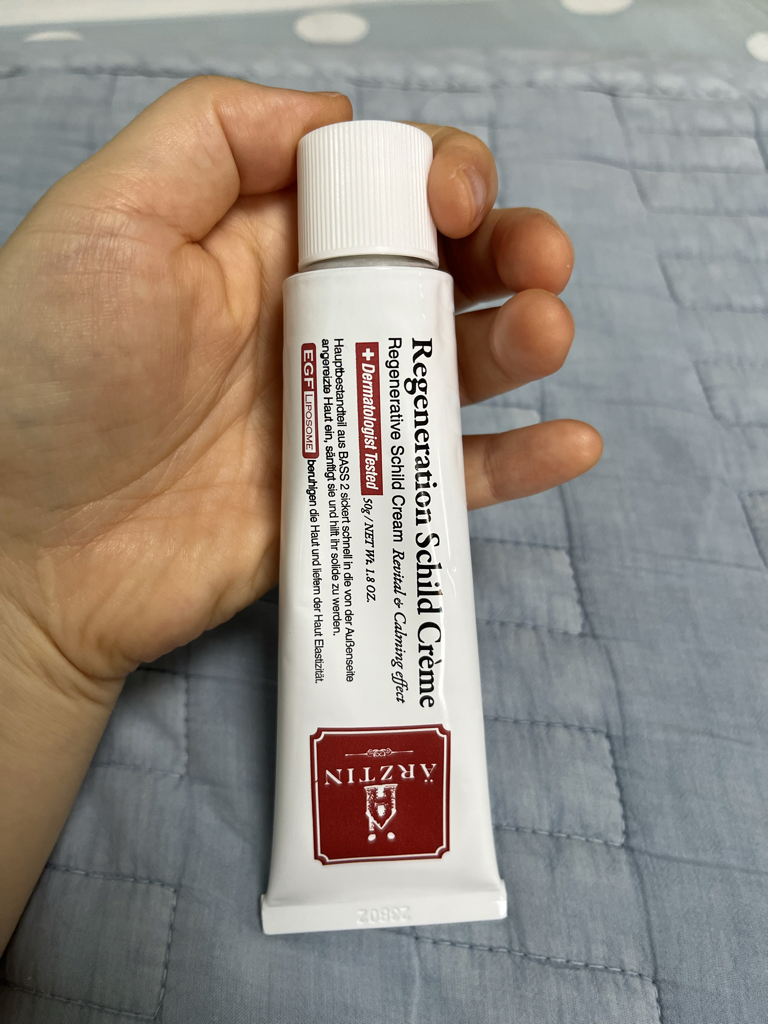 Regeneration Schild Crème
Regenerative Schild Cream Revital & Calming effect
+ Dermatologist Tested 50g / NET Wt. 1.8 OZ.
Hauptbestandteil aus BASS 2 sickert schnell in die von der Außenseite
angereizte Haut ein, sänftigt sie und hilft ihr solide zu werden.
EGF LIPOSOME beruhigen die Haut und liefern der Haut Elastizität.
ÄRZTIN